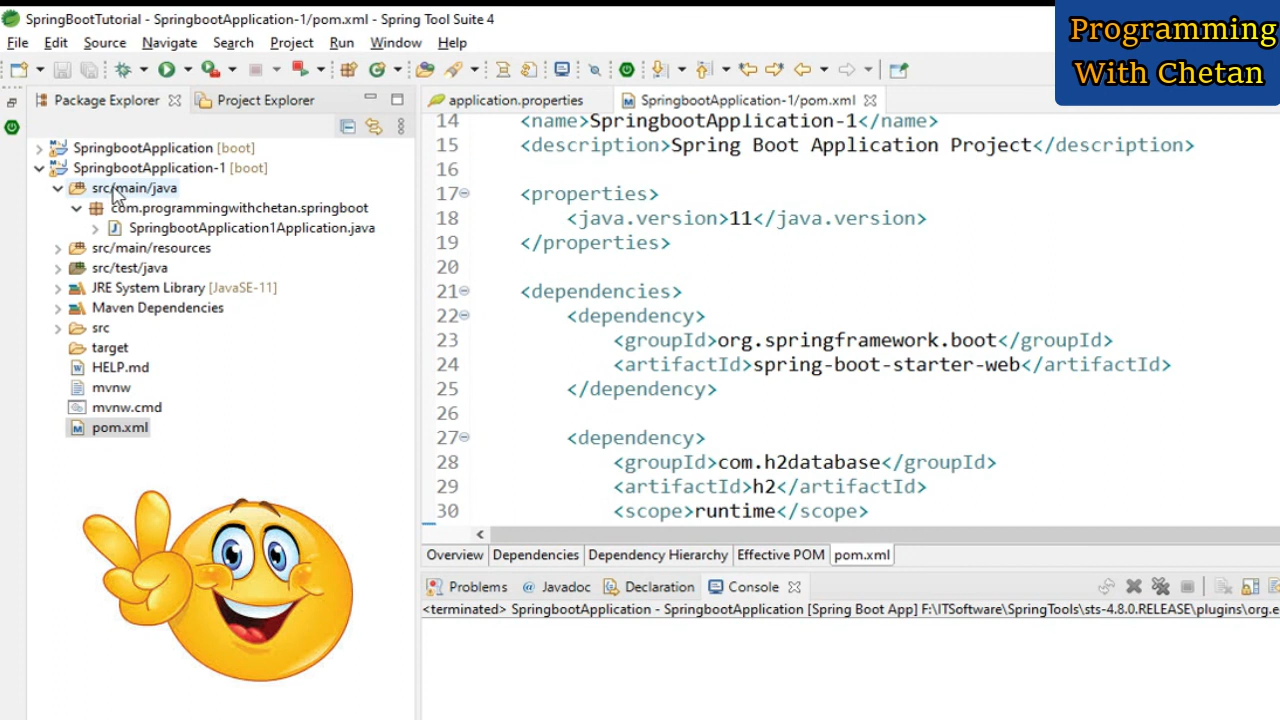 SpringBootTutorial - SpringbootApplication-1/pom.xml - Spring Tool Suite 4
Programming
With Chetan
File Edit Source Navigate Search Project Run Window Help
Package Explorer Project Explorer
SpringbootApplication [boot]
SpringbootApplication-1 [boot]
src/main/java
com.programmingwithchetan.springboot
SpringbootApplication1Application.java
src/main/resources
src/test/java
JRE System Library [JavaSE-11]
Maven Dependencies
src
target
HELP.md
mvnw
mvnw.cmd
pom.xml
application.properties SpringbootApplication-1/pom.xml
14 <name>SpringbootApplication-1</name>
15 <description>Spring Boot Application Project</description>
16
17 <properties>
18 <java.version>11</java.version>
19 </properties>
20
21 <dependencies>
22 <dependency>
23 <groupId>org.springframework.boot</groupId>
24 <artifactId>spring-boot-starter-web</artifactId>
25 </dependency>
26
27 <dependency>
28 <groupId>com.h2database</groupId>
29 <artifactId>h2</artifactId>
30 <scope>runtime</scope>
Overview Dependencies Dependency Hierarchy Effective POM pom.xml
Problems @ Javadoc Declaration Console
<terminated> SpringbootApplication - SpringbootApplication [Spring Boot App] F:\ITSoftware\SpringTools\sts-4.8.0.RELEASE\plugins\org.e